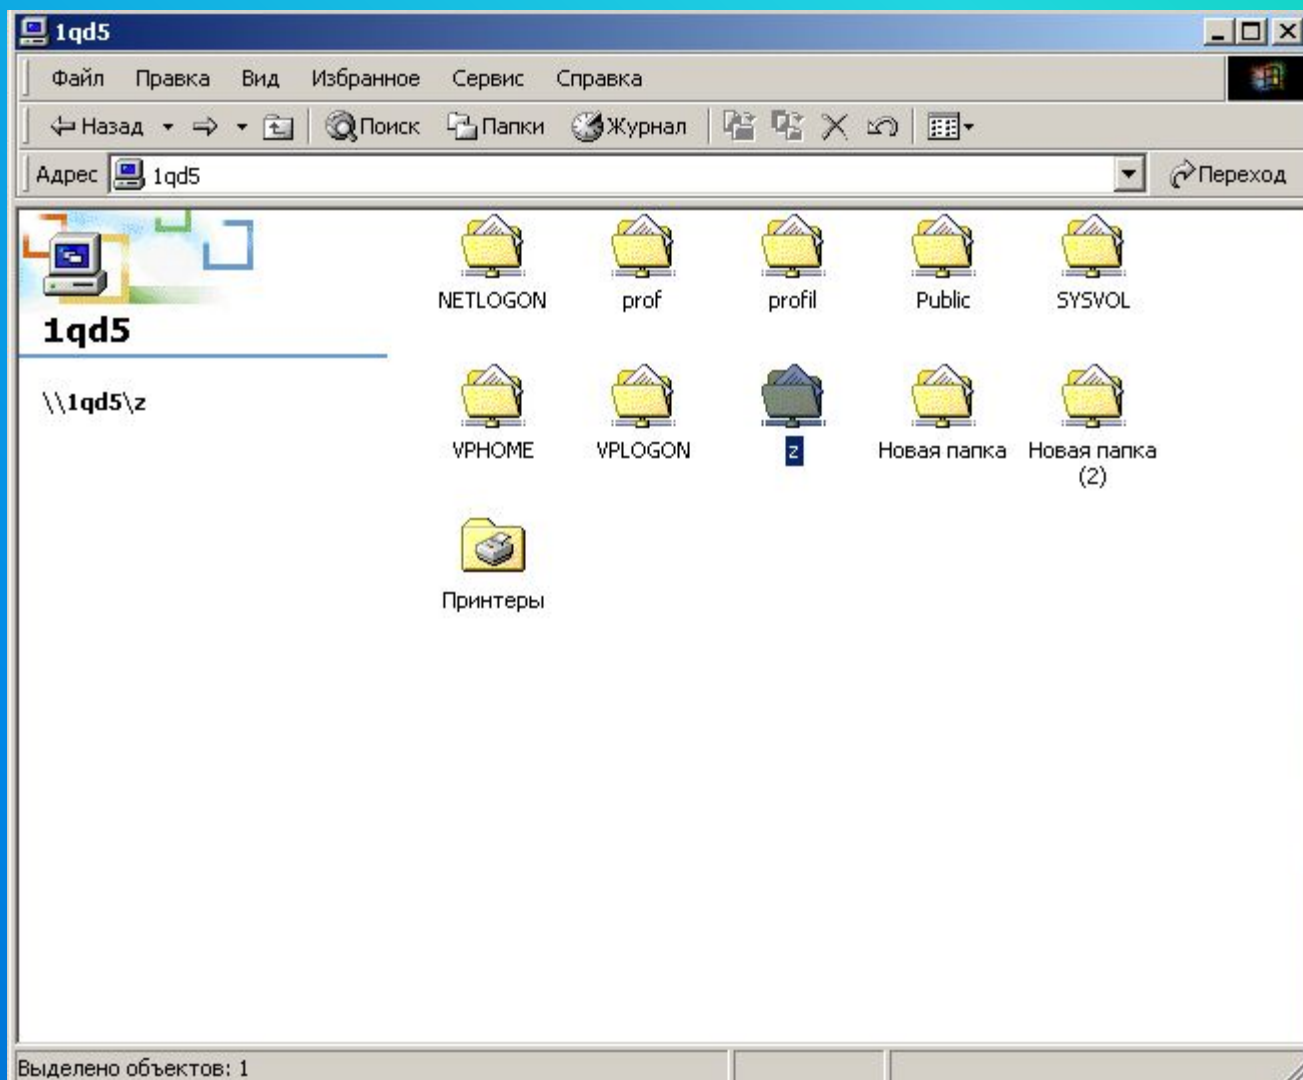 1qd5
Файл Правка Вид Избранное Сервис Справка
Назад Поиск Папки Журнал
Адрес 1qd5 Переход
1qd5
\\1qd5\z
NETLOGON prof profil Public SYSVOL
VPHOME VPLOGON z Новая папка Новая папка
(2)
Принтеры
Выделено объектов: 1